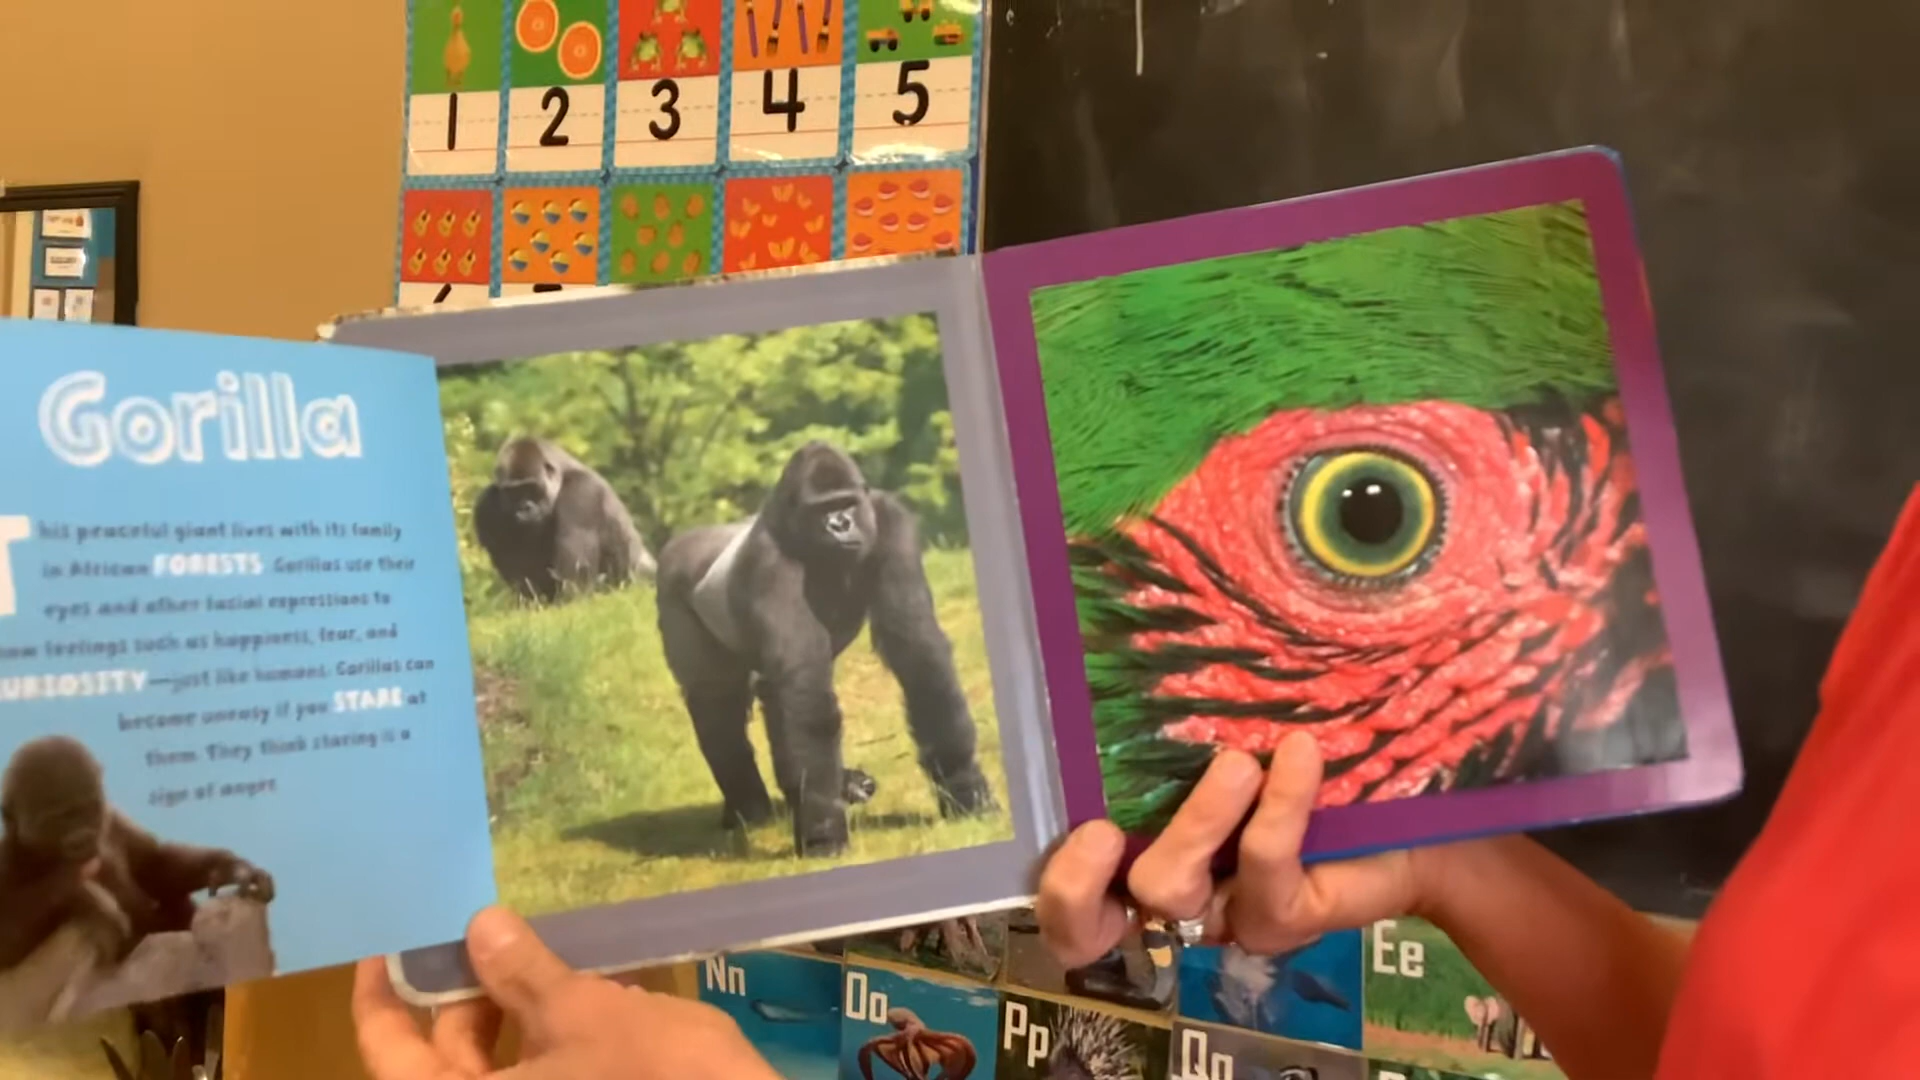 1 2 3 4 5
Gorilla
This peaceful giant lives with its family
in African FORESTS. Gorillas use their
eyes and other facial expressions to
feelings such as happiness, fear, and
CURIOSITY—just like humans. Gorillas can
become uneasy if you STARE at
them. They think staring is a
sign of anger.
Ee
Nn
Oo
Pp
Qq